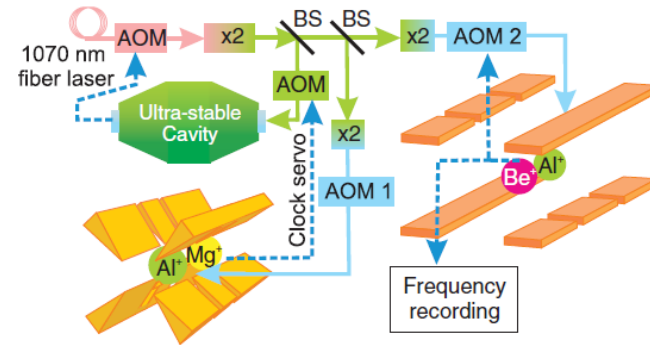 AOM
x2
BS
BS
x2
AOM 2
1070 nm
fiber laser
AOM
Ultra-stable
Cavity
x2
Clock servo
AOM 1
Be⁺
Al⁺
Al⁺
Mg⁺
Frequency
recording